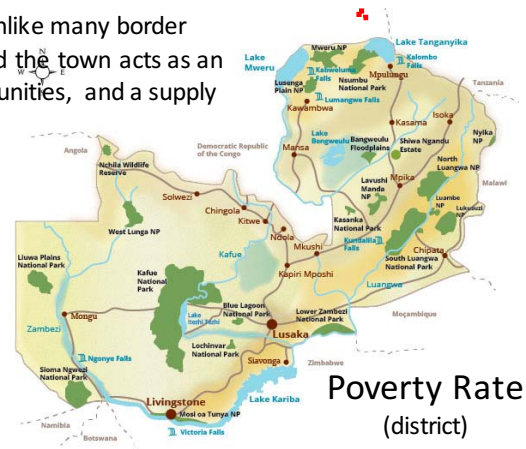 nlike many border
d the town acts as an
unities, and a supply
N
W
E
S
Lake
Mweru
Mweru NP
Lake Tanganyika
Kabweluma
Falls
Kalambo
Falls
Mpulungu
Lusenga
Plain NP
Nsumbu
National Park
Lumangwe Falls
Kawambwa
Tanzania
Kasama
Isoka
Nyika
NP
Angola
Democratic Republic
of the Congo
Lake
Bengweulu
Bangweulu
Floodplains
Shiwa Ngandu
Estate
Mansa
North
Luangwa NP
Nchila Wildlife
Reserve
Malawi
Lavushi
Manda
NP
Mpika
Luambe
NP
Lukusuzi
NP
Solwezi
Chingola
Kitwe
Kasanka
National Park
West Lunga NP
Ndola
Mkushi
Kundalila
Falls
Chipata
Liuwa Plains
National Park
Kafue
South Luangwa
National Park
Kafue
National
Park
Kapiri Mposhi
Luangwa
Blue Lagoon
National Park
Lower Zambezi
National Park
Moçambique
Mongu
Lake
Itezhi Tezhi
Zambezi
Lusaka
Lochinvar
National Park
Ngonye Falls
Siavonga
Zimbabwe
Sioma Ngwezi
National Park
Poverty Rate
(district)
Livingstone
Lake Kariba
Mosi oa Tunya NP
Namibia
Victoria Falls
Botswana